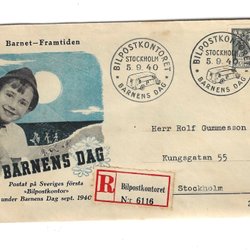 Barnet-Framtiden
BILPOSTKONTORET
STOCKHOLM
5. 9. 40
BARNENS DAG
BILPOSTKONTORET
STOCKHOLM
5. 9. 40
BARNENS DAG
Herr Rolf Gummesson
Kungsgatan 55
Stockholm
BARNENS DAG
Postat på Sveriges första
»Bilpostkontor«
under Barnens Dag sept. 1940
R
Bilpostkontoret
N:r 6116